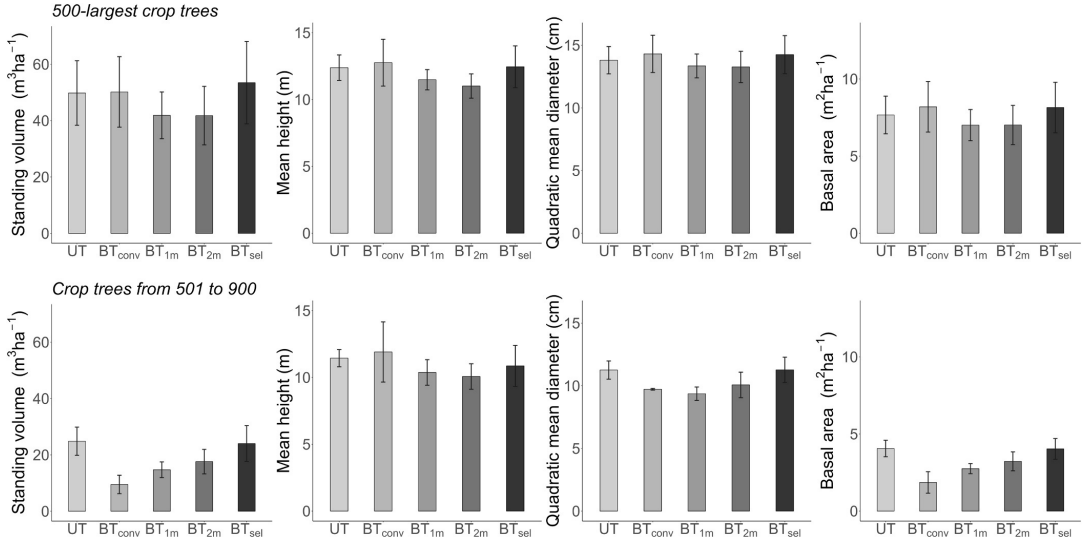 500-largest crop trees
Standing volume (m³ha⁻¹)
60
40
20
0
UT BTconv BT1m BT2m BTsel
Mean height (m)
15
10
5
0
UT BTconv BT1m BT2m BTsel
Quadratic mean diameter (cm)
15
10
5
0
UT BTconv BT1m BT2m BTsel
Basal area (m²ha⁻¹)
10
5
0
UT BTconv BT1m BT2m BTsel
Crop trees from 501 to 900
Standing volume (m³ha⁻¹)
60
40
20
0
UT BTconv BT1m BT2m BTsel
Mean height (m)
15
10
5
0
UT BTconv BT1m BT2m BTsel
Quadratic mean diameter (cm)
15
10
5
0
UT BTconv BT1m BT2m BTsel
Basal area (m²ha⁻¹)
10
5
0
UT BTconv BT1m BT2m BTsel